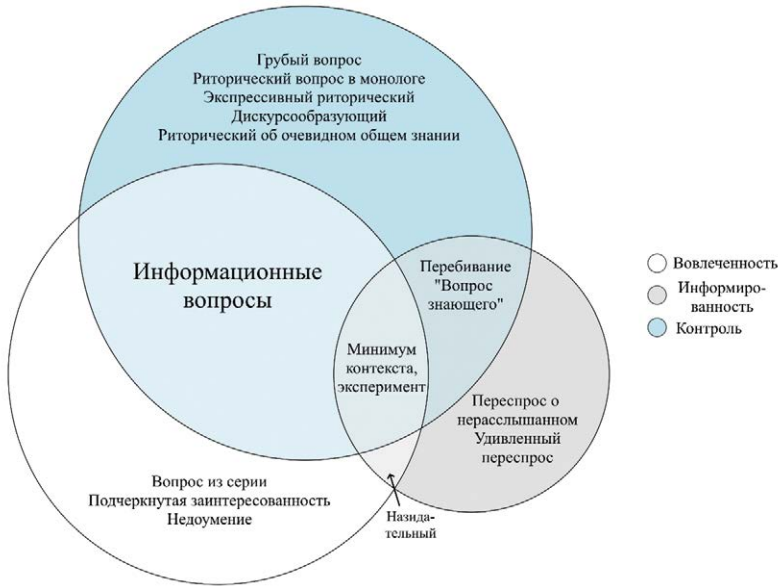 Грубый вопрос
Риторический вопрос в монологе
Экспрессивный риторический
Дискурсообразующий
Риторический об очевидном общем знании
Информационные
вопросы
Перебивание
"Вопрос
знающего"
Минимум
контекста,
эксперимент
Переспрос о
нерасслышанном
Удивленный
переспрос
Вопрос из серии
Подчеркнутая заинтересованность
Недоумение
Назида-
тельный
Вовлеченность
Информиро-
ванность
Контроль